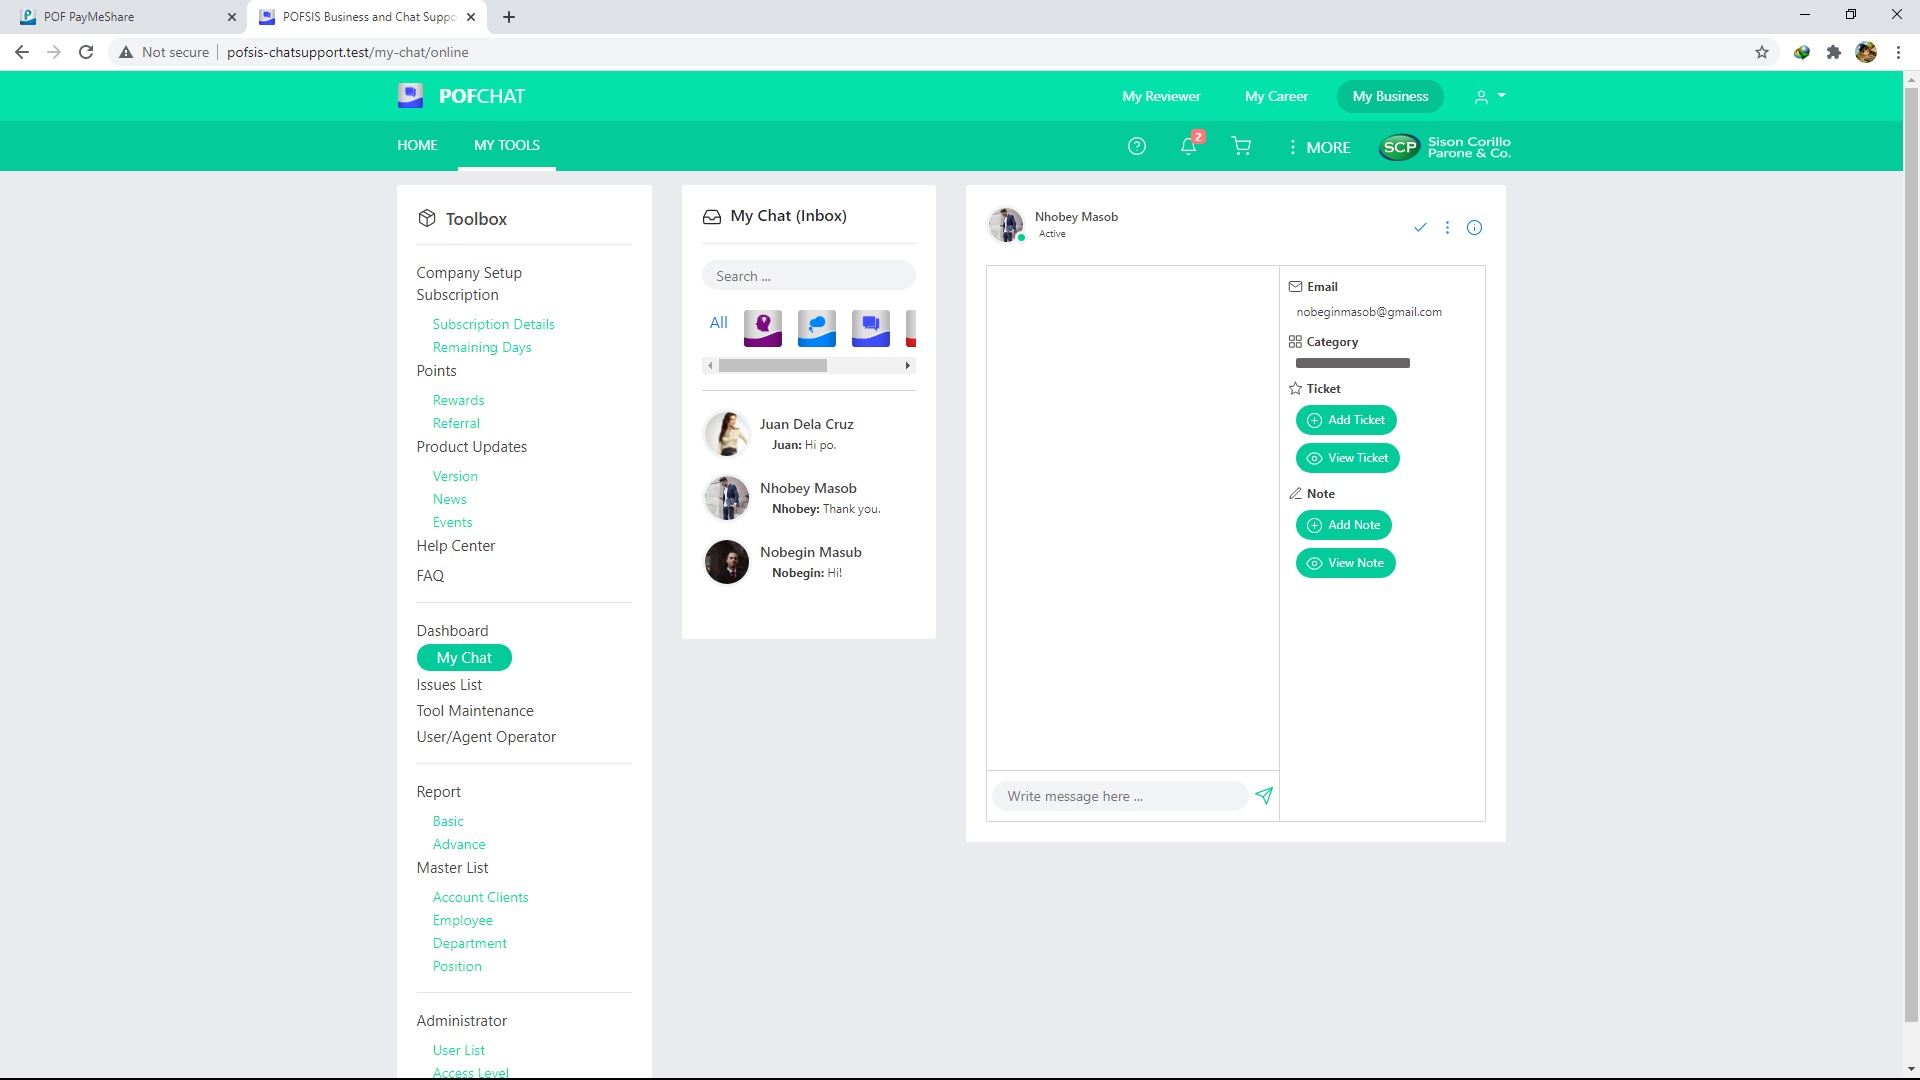 POF PayMeShare
POFSIS Business and Chat Suppo
Not secure
pofsis-chatsupport.test/my-chat/online
POFCHAT
My Reviewer
My Career
My Business
HOME
MY TOOLS
2
MORE
SCP
Sison Corillo
Parone & Co.
Toolbox
Company Setup
Subscription
Subscription Details
Remaining Days
Points
Rewards
Referral
Product Updates
Version
News
Events
Help Center
FAQ
Dashboard
My Chat
Issues List
Tool Maintenance
User/Agent Operator
Report
Basic
Advance
Master List
Account Clients
Employee
Department
Position
Administrator
User List
Access Level
My Chat (Inbox)
Search ...
All
Juan Dela Cruz
Juan: Hi po.
Nhobey Masob
Nhobey: Thank you.
Nobegin Masub
Nobegin: Hi!
Nhobey Masob
Active
Write message here ...
Email
nobeginmasob@gmail.com
Category
Ticket
Add Ticket
View Ticket
Note
Add Note
View Note